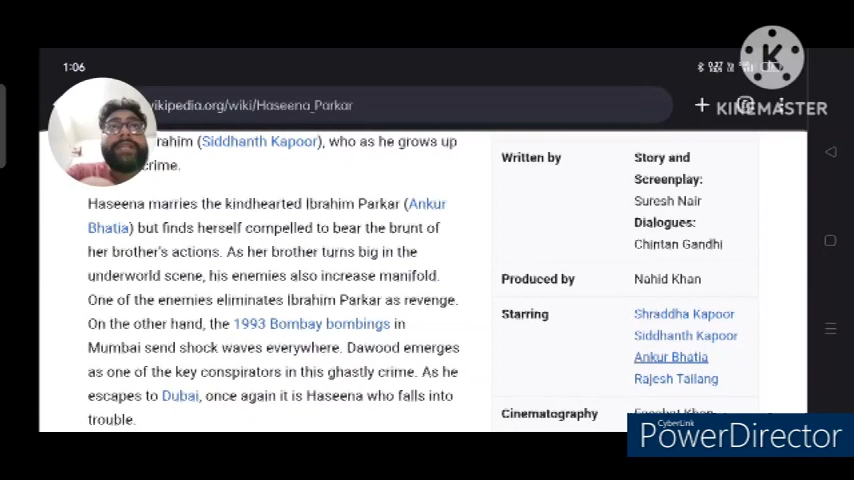 1:06
KINEMASTER
wikipedia.org/wiki/Haseena_Parkar
rahim (Siddhanth Kapoor), who as he grows up
crime.
Haseena marries the kindhearted Ibrahim Parkar (Ankur
Bhatia) but finds herself compelled to bear the brunt of
her brother's actions. As her brother turns big in the
underworld scene, his enemies also increase manifold.
One of the enemies eliminates Ibrahim Parkar as revenge.
On the other hand, the 1993 Bombay bombings in
Mumbai send shock waves everywhere. Dawood emerges
as one of the key conspirators in this ghastly crime. As he
escapes to Dubai, once again it is Haseena who falls into
trouble.
Written by
Story and
Screenplay:
Suresh Nair
Dialogues:
Chintan Gandhi
Produced by
Nahid Khan
Starring
Shraddha Kapoor
Siddhanth Kapoor
Ankur Bhatia
Rajesh Tailang
Cinematography
CyberLink
PowerDirector